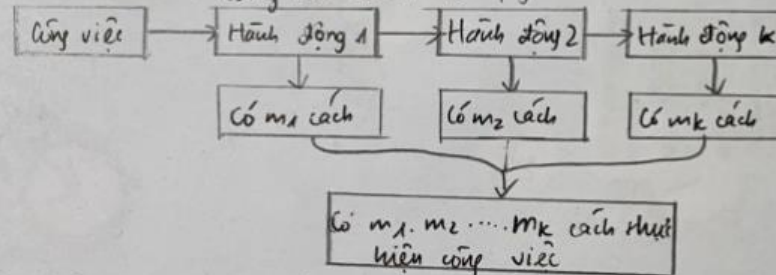 Công việc
Hành động 1
Hành động 2
Hành động k
Có m1 cách
Có m2 cách
Có mk cách
Có m1. m2 ..... mk cách thực
hiện công việc